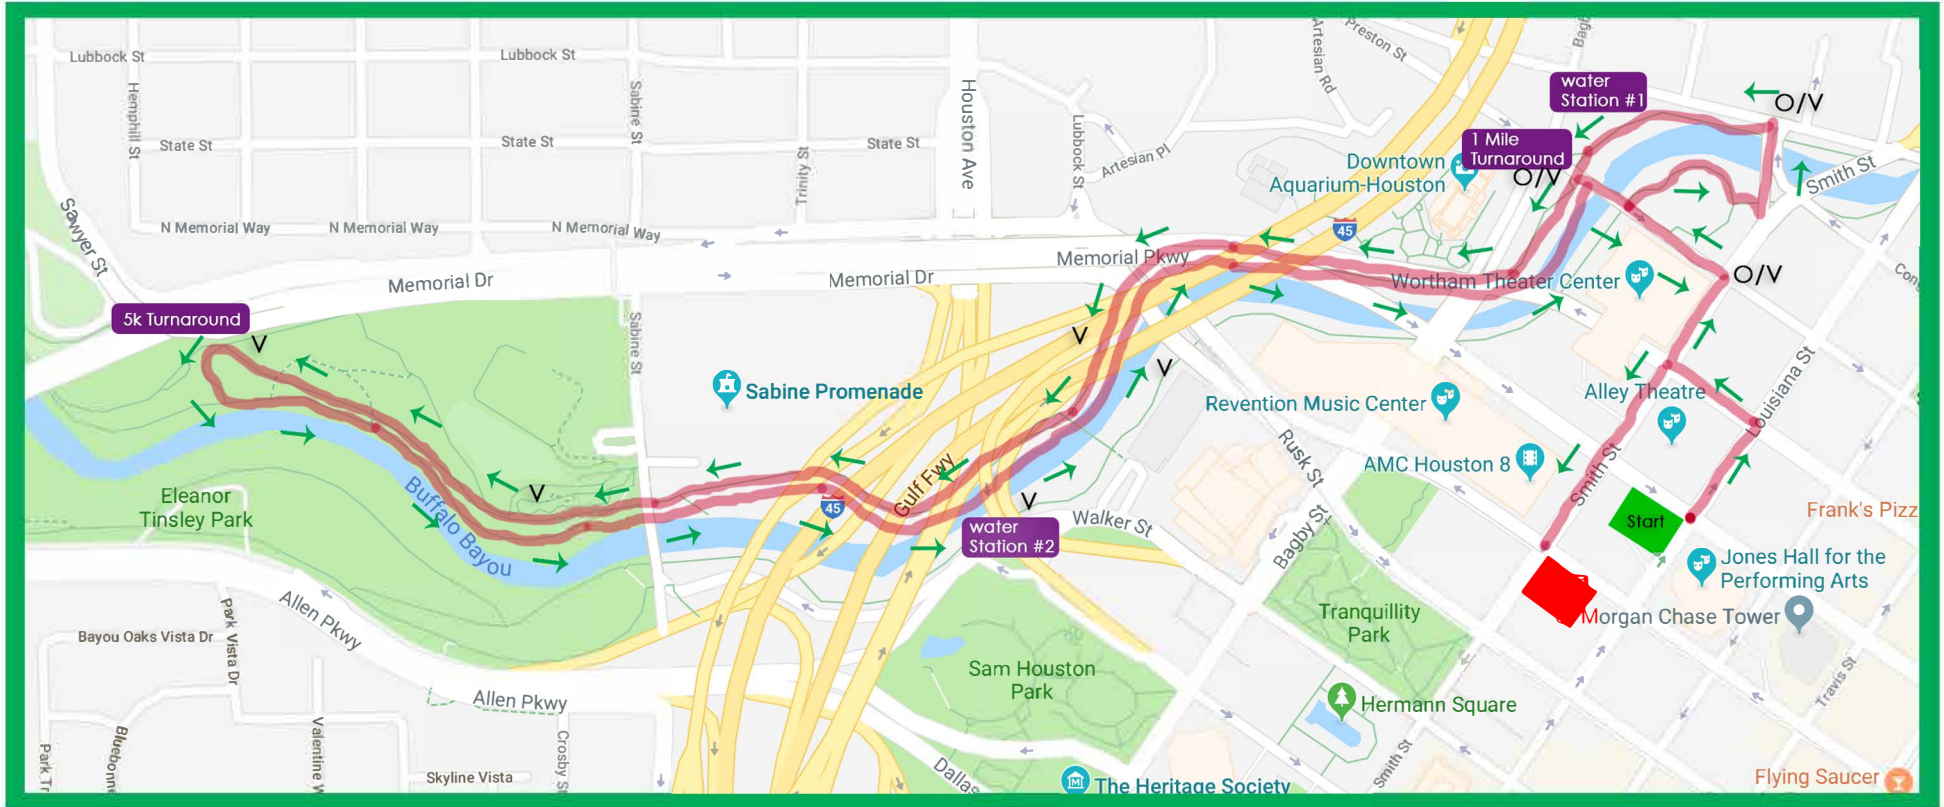 Lubbock St
Lubbock St
Hemphill St
Sabine St
Houston Ave
Artesian Rd
Preston St
water
Station #1
O/V
1 Mile
Turnaround
O/V
State St
State St
State St
Trinity St
Lubbock St
Artesian Pl
Downtown
Aquarium-Houston
Smith St
Sawyer St
N Memorial Way
N Memorial Way
N Memorial Way
45
Memorial Pkwy
Memorial Dr
Memorial Dr
Wortham Theater Center
O/V
5k Turnaround
V
Sabine St
V
V
Sabine Promenade
Revention Music Center
Alley Theatre
Louisiana St
AMC Houston 8
Rusk St
Smith St
Gulf Fwy
45
V
V
Eleanor
Tinsley Park
Buffalo Bayou
water
Station #2
Walker St
Bagby St
Start
Frank's Pizz
Jones Hall for the
Performing Arts
Morgan Chase Tower
Tranquillity
Park
Allen Pkwy
Park Vista Dr
Bayou Oaks Vista Dr
Sam Houston
Park
Hermann Square
Travis St
Allen Pkwy
Smith St
Valentine
Crosby St
Skyline Vista
Dallas
The Heritage Society
Flying Saucer